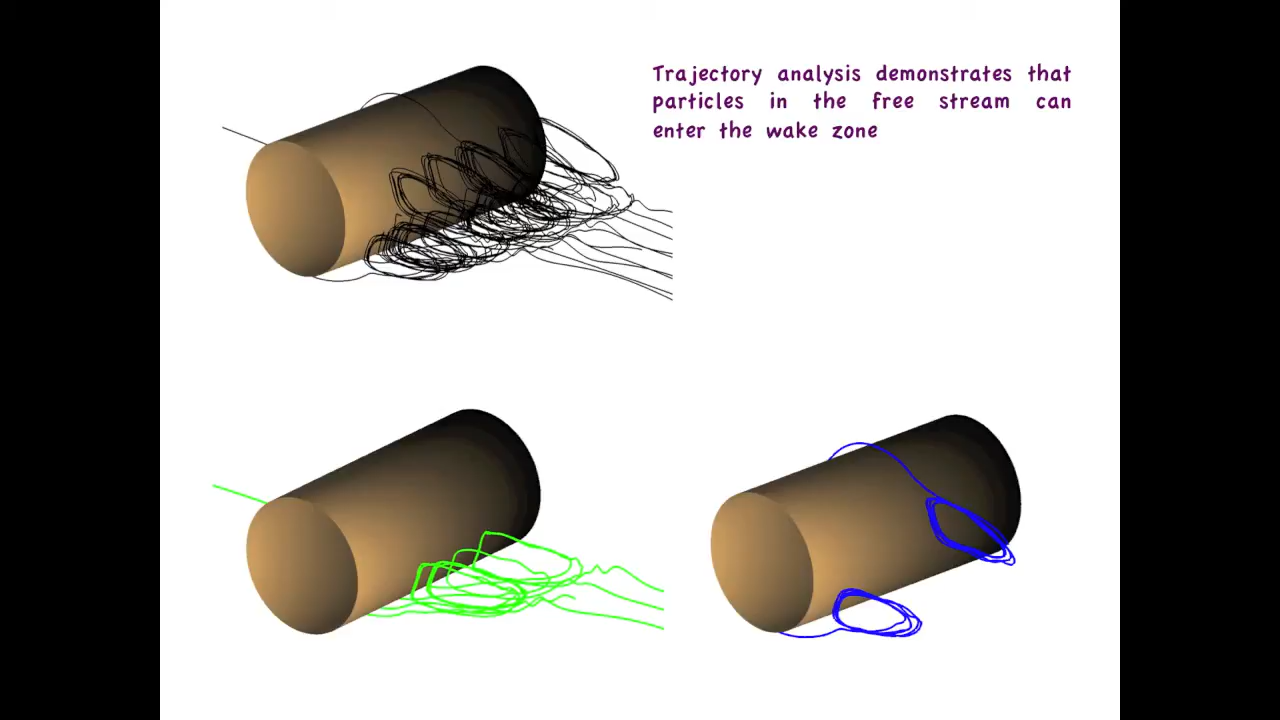 Trajectory analysis demonstrates that
particles in the free stream can
enter the wake zone